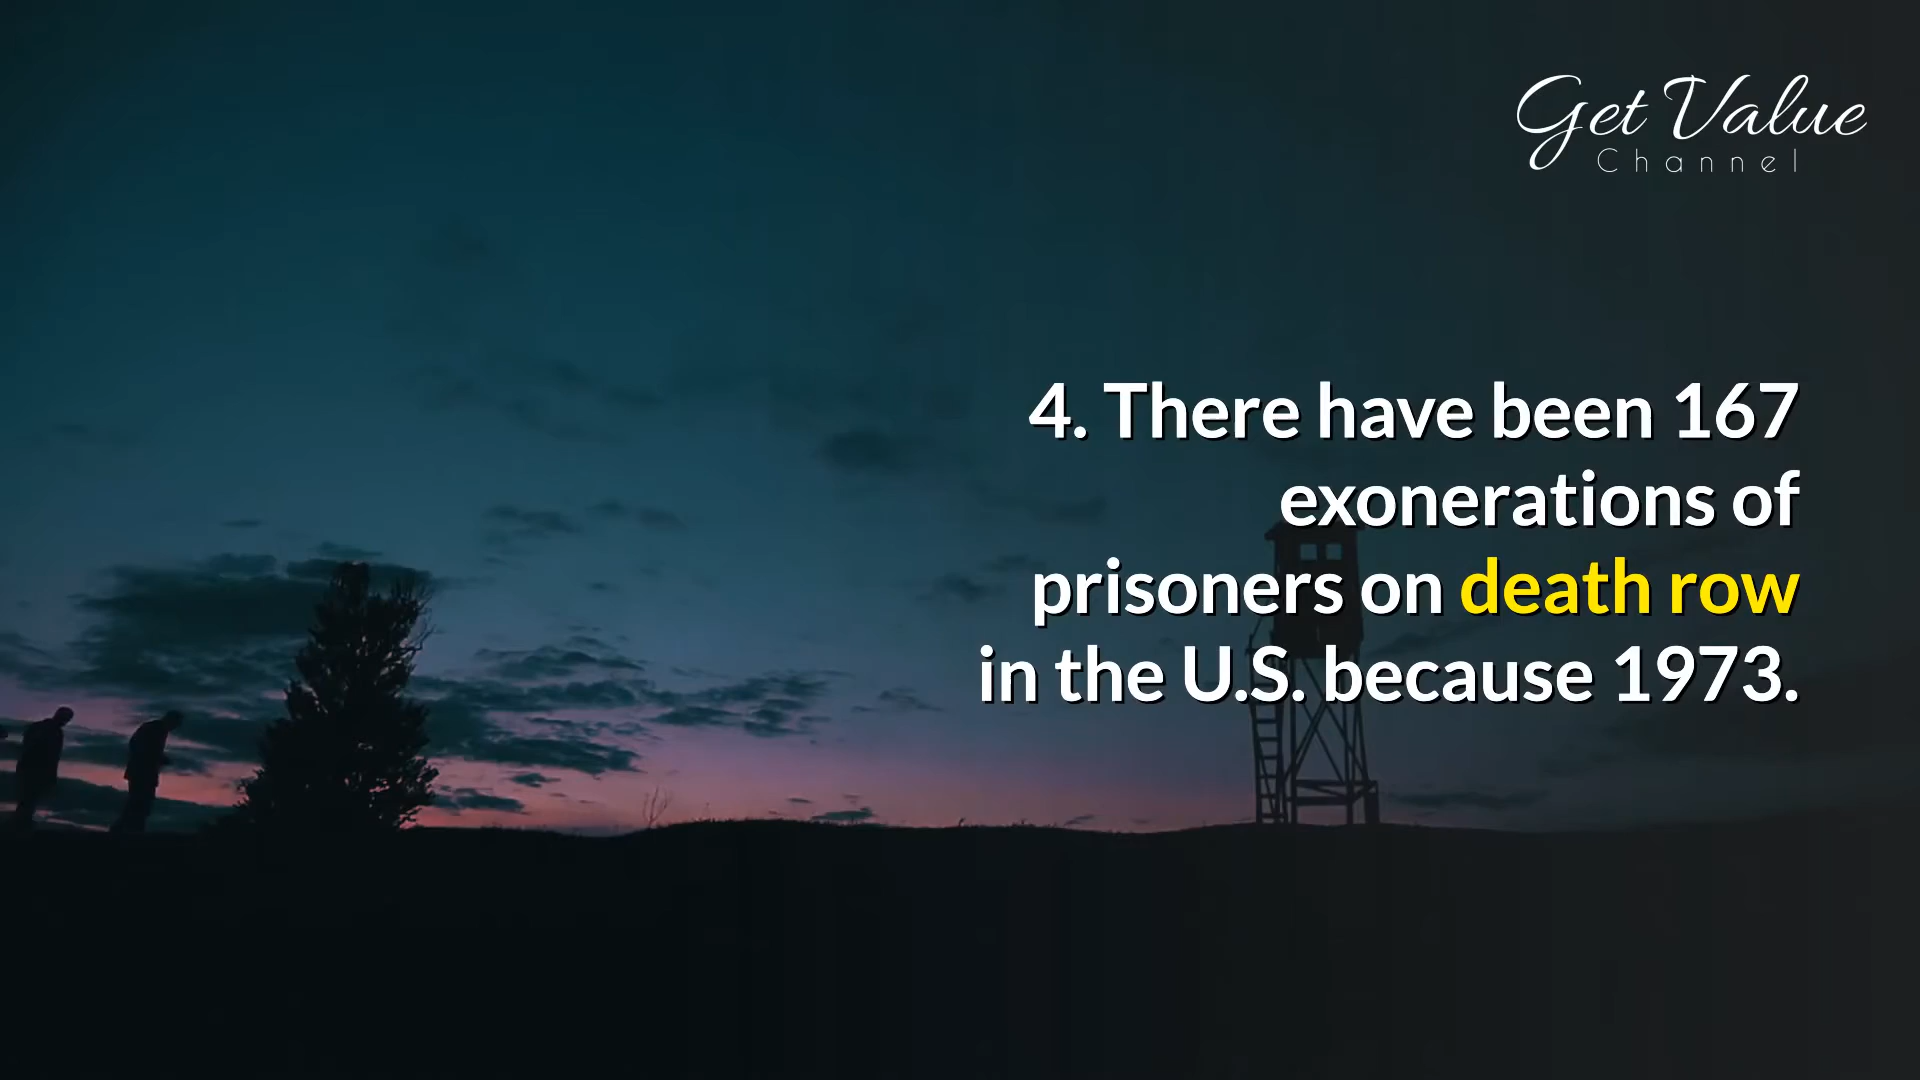 Get Value
Channel
4. There have been 167
exonerations of
prisoners on death row
in the U.S. because 1973.